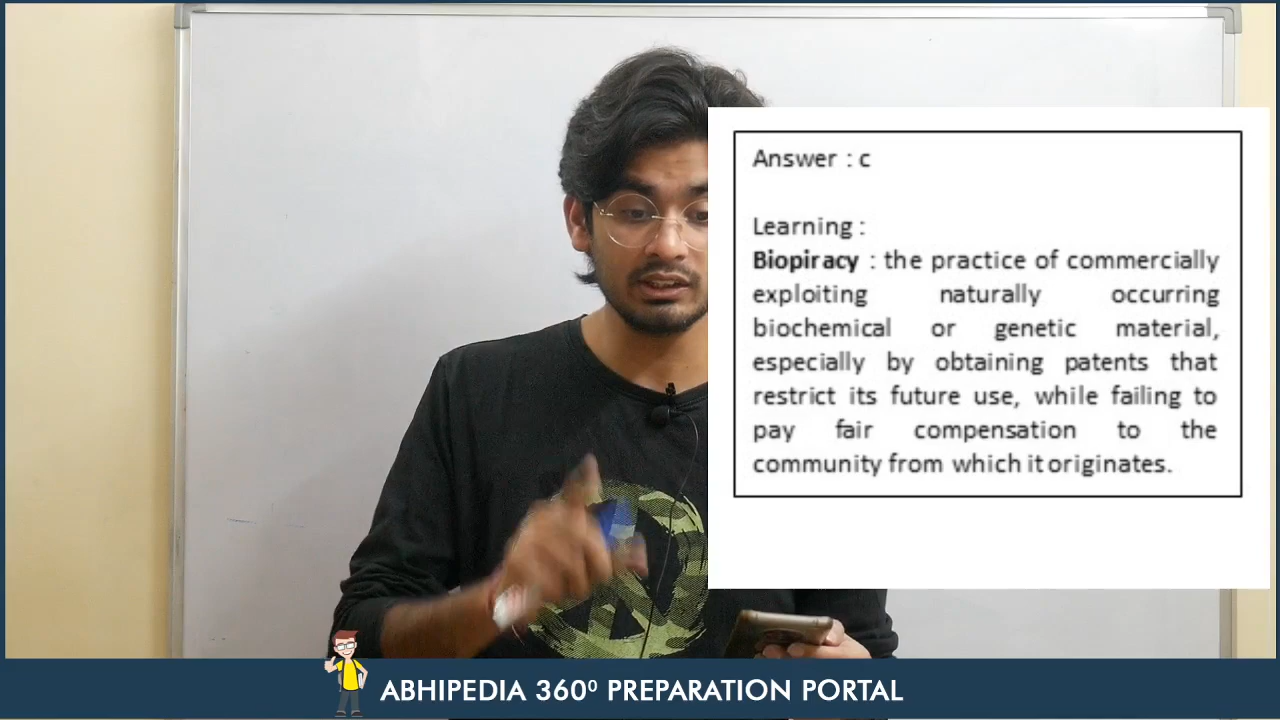 Answer : c
Learning :
Biopiracy : the practice of commercially
exploiting naturally occurring
biochemical or genetic material,
especially by obtaining patents that
restrict its future use, while failing to
pay fair compensation to the
community from which it originates.
ABHIPEDIA 360⁰ PREPARATION PORTAL